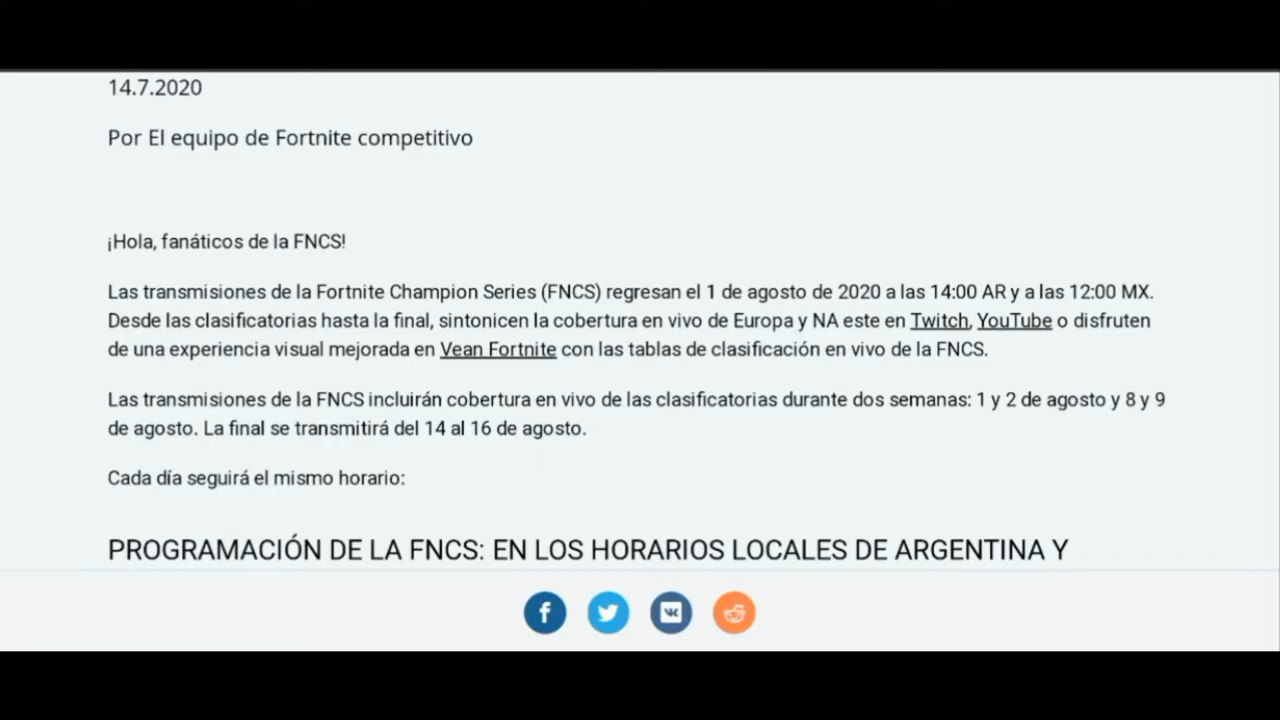 14.7.2020
Por El equipo de Fortnite competitivo
¡Hola, fanáticos de la FNCS!
Las transmisiones de la Fortnite Champion Series (FNCS) regresan el 1 de agosto de 2020 a las 14:00 AR y a las 12:00 MX.
Desde las clasificatorias hasta la final, sintonicen la cobertura en vivo de Europa y NA este en Twitch, YouTube o disfruten
de una experiencia visual mejorada en Vean Fortnite con las tablas de clasificación en vivo de la FNCS.
Las transmisiones de la FNCS incluirán cobertura en vivo de las clasificatorias durante dos semanas: 1 y 2 de agosto y 8 y 9
de agosto. La final se transmitirá del 14 al 16 de agosto.
Cada día seguirá el mismo horario:
PROGRAMACIÓN DE LA FNCS: EN LOS HORARIOS LOCALES DE ARGENTINA Y